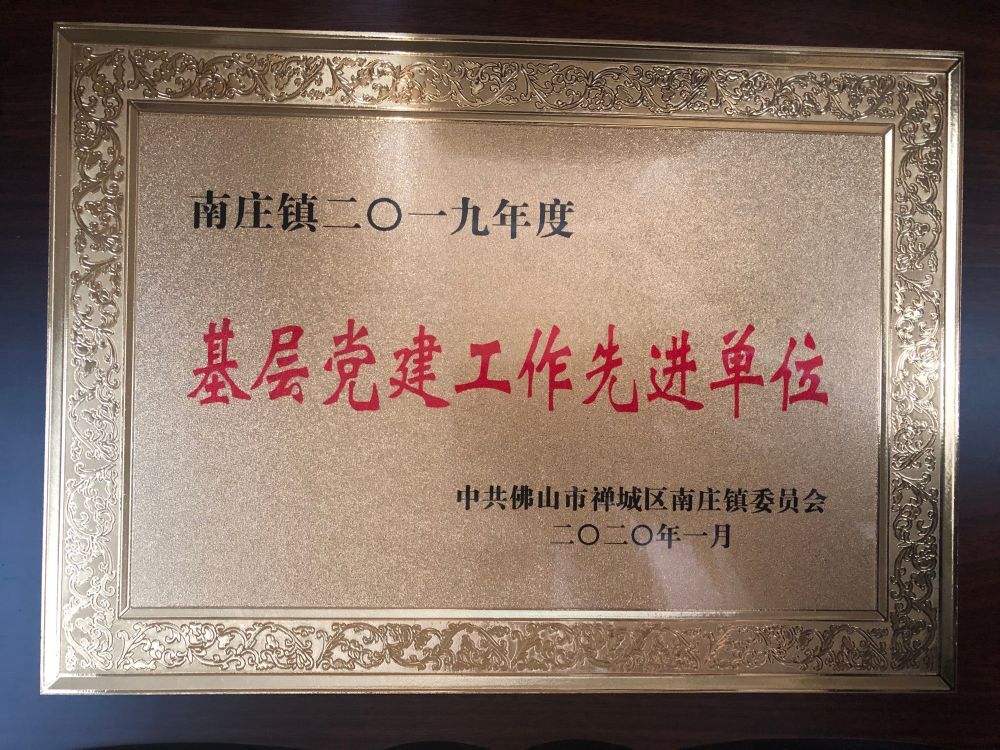 南庄镇二〇一九年度
基层党建工作先进单位
中共佛山市禅城区南庄镇委员会
二〇二〇年一月